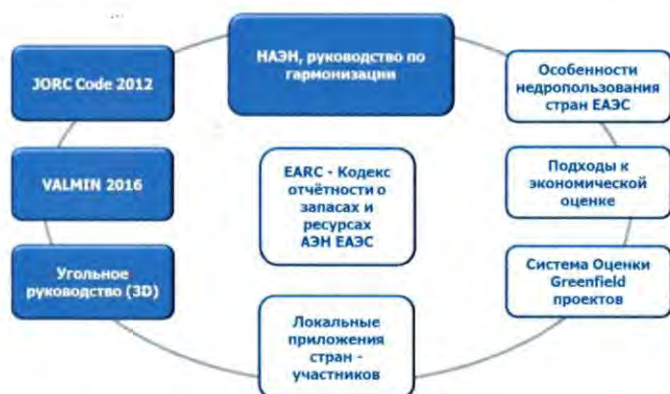 НАЭН, руководство по
гармонизации
JORC Code 2012
Особенности
недропользования
стран ЕАЭС
VALMIN 2016
EARC - Кодекс
отчётности о
запасах и
ресурсах
АЭН ЕАЭС
Подходы к
экономической
оценке
Угольное
руководство (3D)
Система Оценки
Greenfield
проектов
Локальные
приложения
стран -
участников